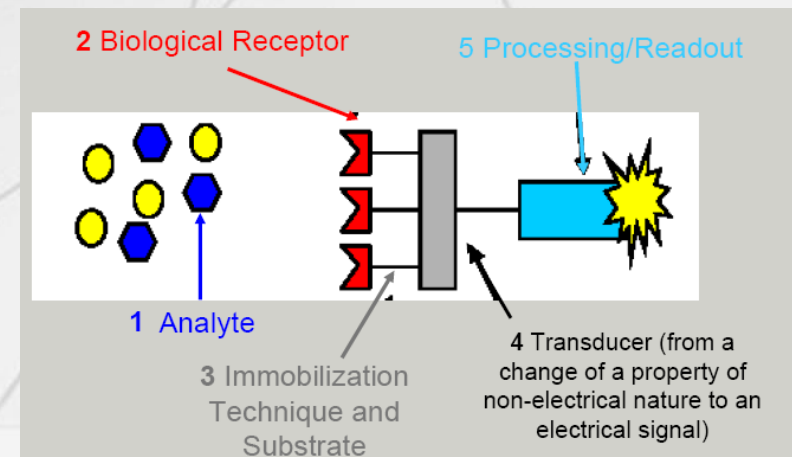 2 Biological Receptor
5 Processing/Readout
1 Analyte
3 Immobilization
Technique and
Substrate
4 Transducer (from a
change of a property of
non-electrical nature to an
electrical signal)